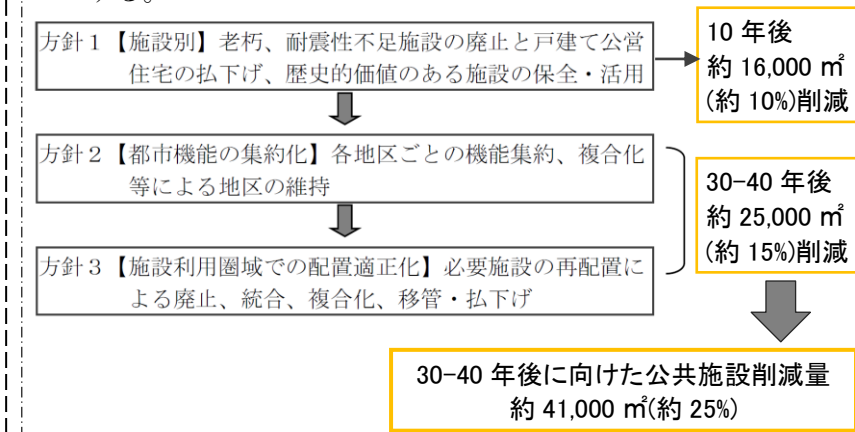 する。
方針１【施設別】老朽、耐震性不足施設の廃止と戸建て公営
住宅の払下げ、歴史的価値のある施設の保全・活用
10 年後
約 16,000 ㎡
(約 10%)削減
方針２【都市機能の集約化】各地区ごとの機能集約、複合化
等による地区の維持
方針３【施設利用圏域での配置適正化】必要施設の再配置に
よる廃止、統合、複合化、移管・払下げ
30-40 年後
約 25,000 ㎡
(約 15%)削減
30-40 年後に向けた公共施設削減量
約 41,000 ㎡(約 25%)